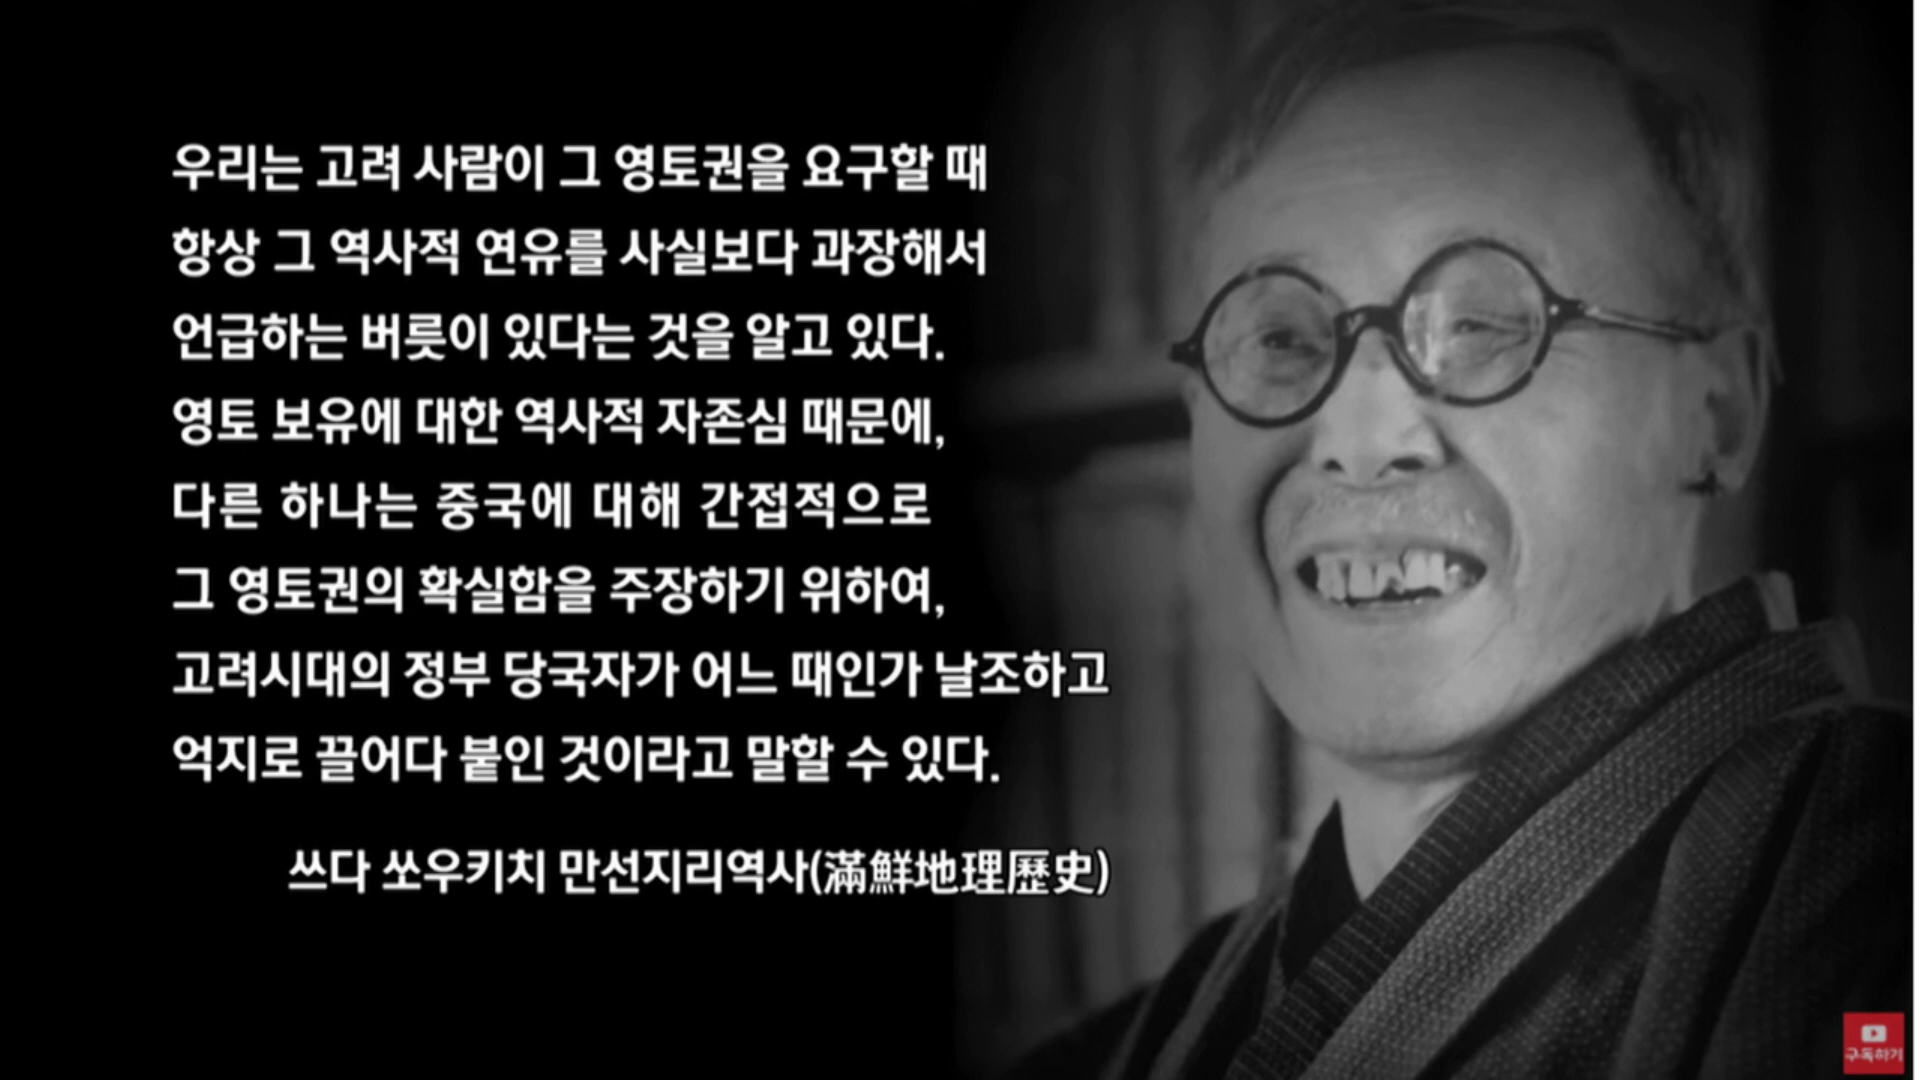 우리는 고려 사람이 그 영토권을 요구할 때
항상 그 역사적 연유를 사실보다 과장해서
언급하는 버릇이 있다는 것을 알고 있다.
영토 보유에 대한 역사적 자존심 때문에,
다른 하나는 중국에 대해 간접적으로
그 영토권의 확실함을 주장하기 위하여,
고려시대의 정부 당국자가 어느 때인가 날조하고
억지로 끌어다 붙인 것이라고 말할 수 있다.
쓰다 쏘우키치 만선지리역사(滿鮮地理歷史)
구독하기